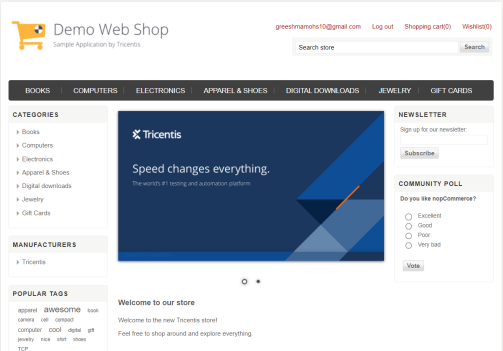 Demo Web Shop
Sample Application by Tricentis
greeshmamohs10@gmail.com Log out Shopping cart(0) Wishlist(0)
Search store Search
BOOKS COMPUTERS ELECTRONICS APPAREL & SHOES DIGITAL DOWNLOADS JEWELRY GIFT CARDS
CATEGORIES
Books
Computers
Electronics
Apparel & Shoes
Digital downloads
Jewelry
Gift Cards
MANUFACTURERS
Tricentis
POPULAR TAGS
apparel awesome book
camera cell compact
computer cool digital gift
jewelry nice shirt shoes
TCP
Tricentis
Speed changes everything.
The world's #1 testing and automation platform
Welcome to our store
Welcome to the new Tricentis store!
Feel free to shop around and explore everything.
NEWSLETTER
Sign up for our newsletter:
Subscribe
COMMUNITY POLL
Do you like nopCommerce?
Excellent
Good
Poor
Very bad
Vote